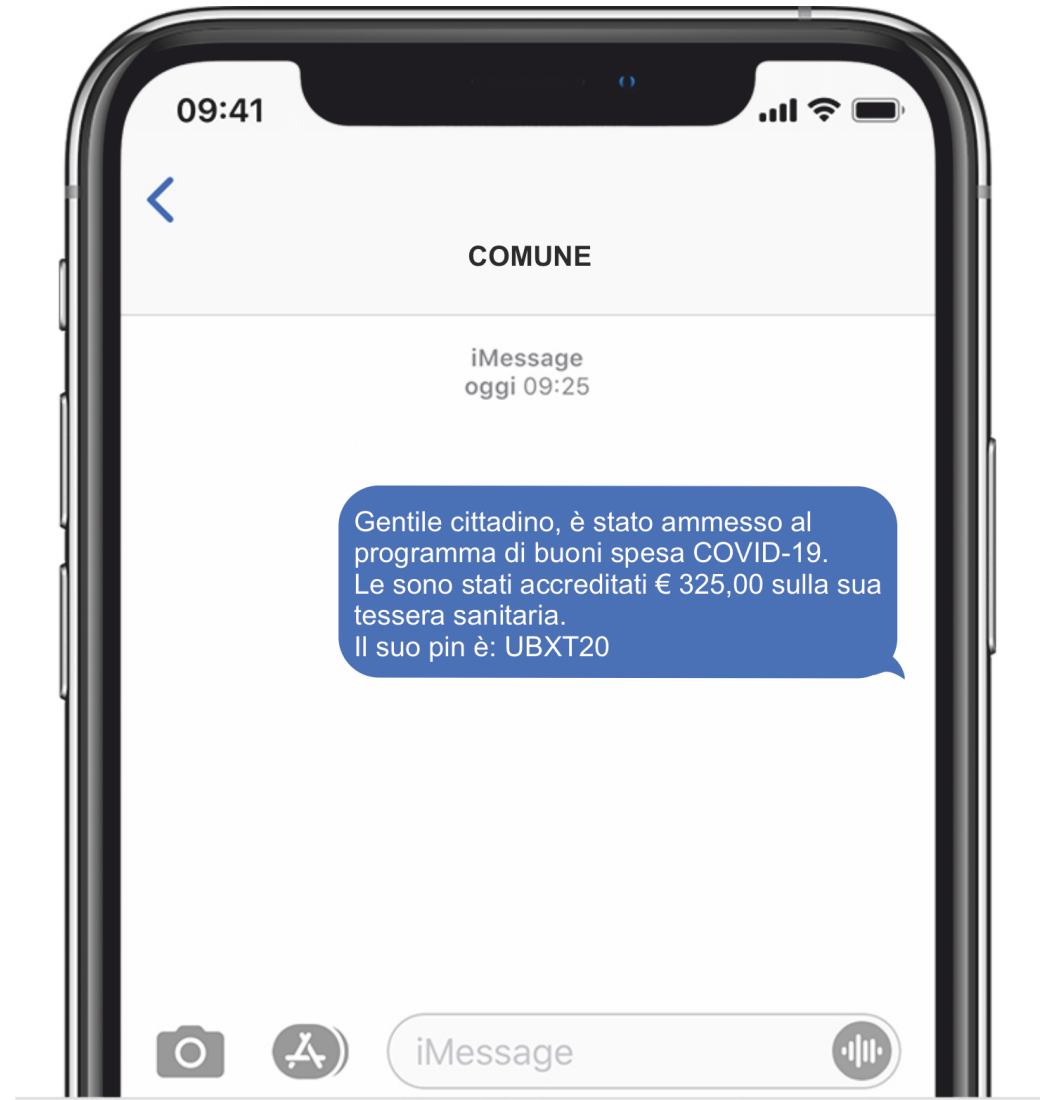 09:41
COMUNE
iMessage
oggi 09:25
Gentile cittadino, è stato ammesso al
programma di buoni spesa COVID-19.
Le sono stati accreditati € 325,00 sulla sua
tessera sanitaria.
Il suo pin è: UBXT20
iMessage